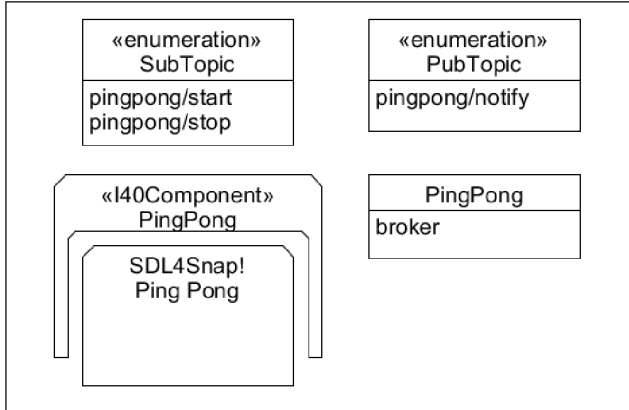 «enumeration»
SubTopic
pingpong/start
pingpong/stop
«enumeration»
PubTopic
pingpong/notify
«I40Component»
PingPong
SDL4Snap!
Ping Pong
PingPong
broker